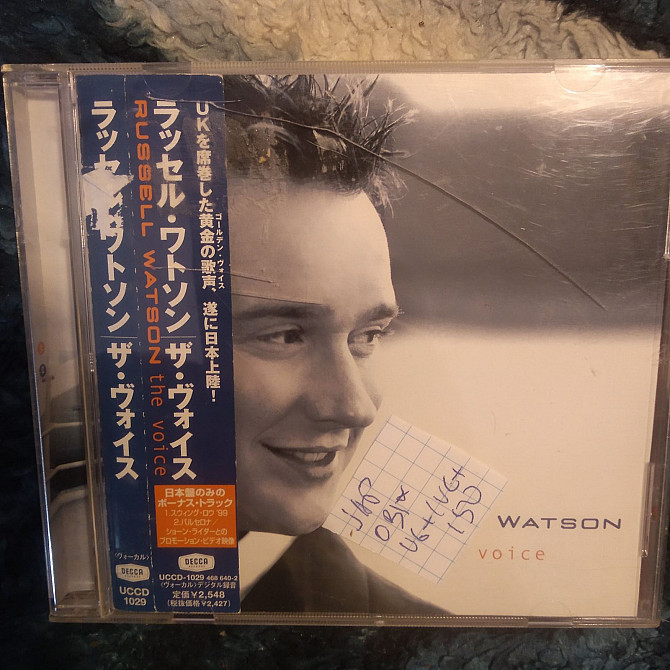 ラッセル・ワトソン ザ・ヴォイス
RUSSELL WATSON the voice
UKを席巻した黄金の歌声、遂に日本上陸!
ゴールデン・ヴォイス
日本盤のみの
ボーナス・トラック
1.スウィング・ロウ'99
2.バルセロナ/
ショーン・ライダーとの
プロモーション・ビデオ映像
DECCA
UCCD-1029 468 640-2
〈ヴォーカル〉デジタル録音
定価¥2,548
(税抜価格¥2,427)
ラッセ ワトソン ザ・ヴォイス
〈ヴォーカル〉
DECCA
UCCD
1029
WATSON
voice
JAP
OBI
VG+/VG+
150